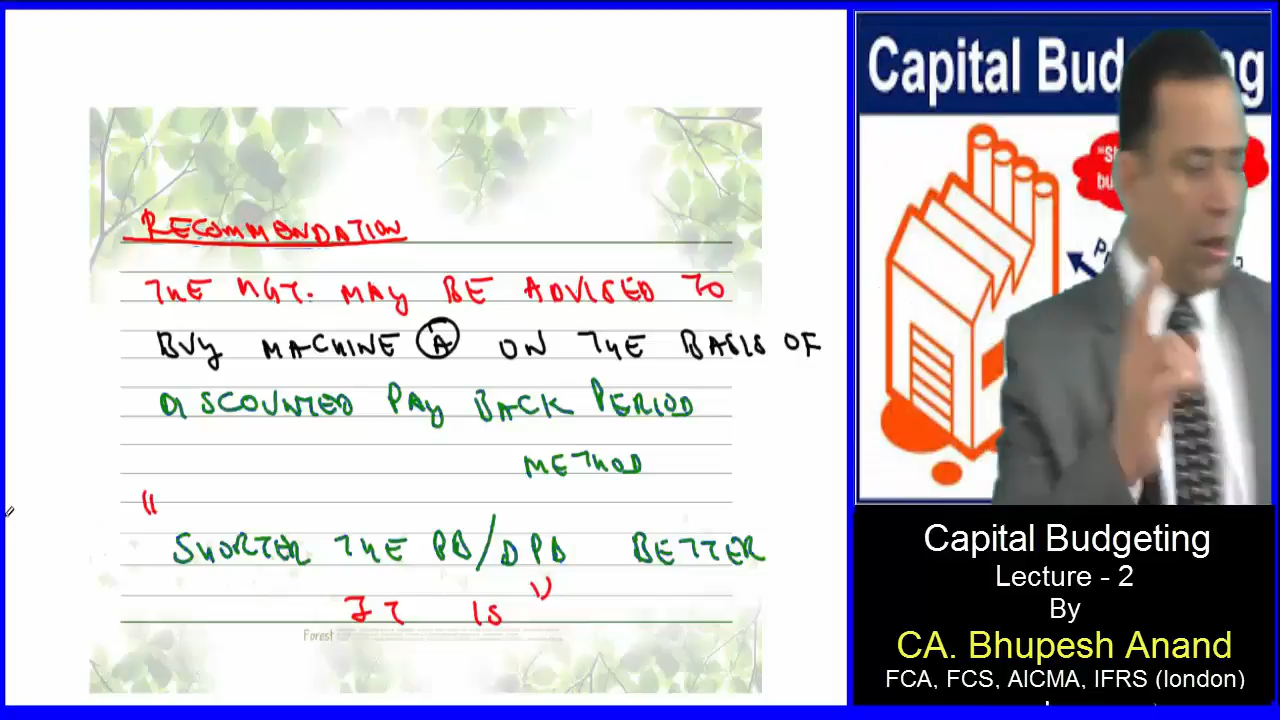 RECOMMENDATION
THE MGT. MAY BE ADVISED TO
BUY MACHINE A ON THE BASIS OF
DISCOUNTED PAY BACK PERIOD
METHOD
"
SHORTER THE PB/DPB BETTER
IT IS "
Forest
Capital Budgeting
Lecture - 2
By
CA. Bhupesh Anand
FCA, FCS, AICMA, IFRS (london)